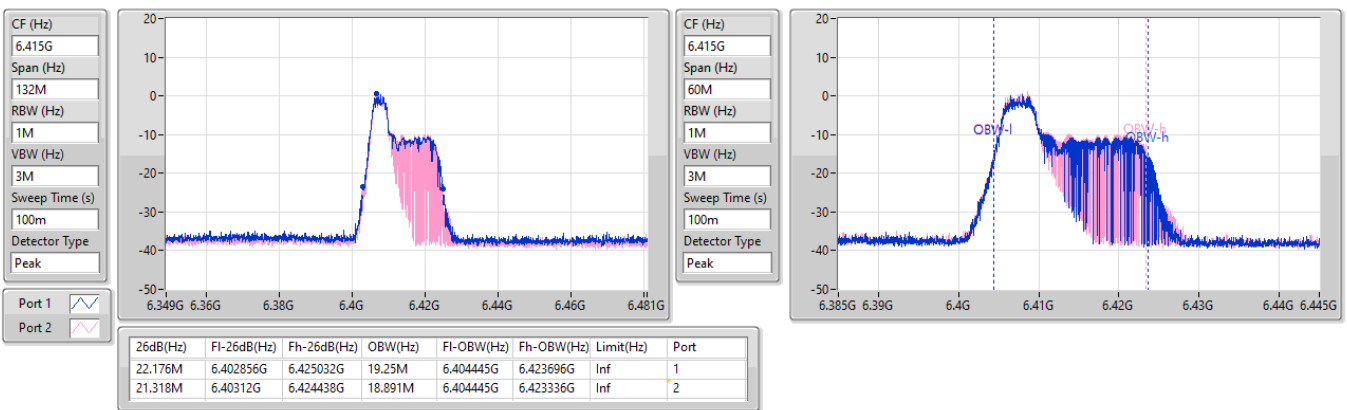 CF (Hz)
6.415G
Span (Hz)
132M
RBW (Hz)
1M
VBW (Hz)
3M
Sweep Time (s)
100m
Detector Type
Peak
Port 1
Port 2
20
10
0
-10
-20
-30
-40
-50
6.349G 6.36G 6.38G 6.4G 6.42G 6.44G 6.46G 6.481G
CF (Hz)
6.415G
Span (Hz)
60M
RBW (Hz)
1M
VBW (Hz)
3M
Sweep Time (s)
100m
Detector Type
Peak
20
10
0
-10
-20
-30
-40
-50
OBW-l
OBW-h
OBW-h
6.385G 6.39G 6.4G 6.41G 6.42G 6.43G 6.44G 6.445G
26dB(Hz) Fl-26dB(Hz) Fh-26dB(Hz) OBW(Hz) Fl-OBW(Hz) Fh-OBW(Hz) Limit(Hz) Port
22.176M 6.402856G 6.425032G 19.25M 6.404445G 6.423696G Inf 1
21.318M 6.40312G 6.424438G 18.891M 6.404445G 6.423336G Inf 2